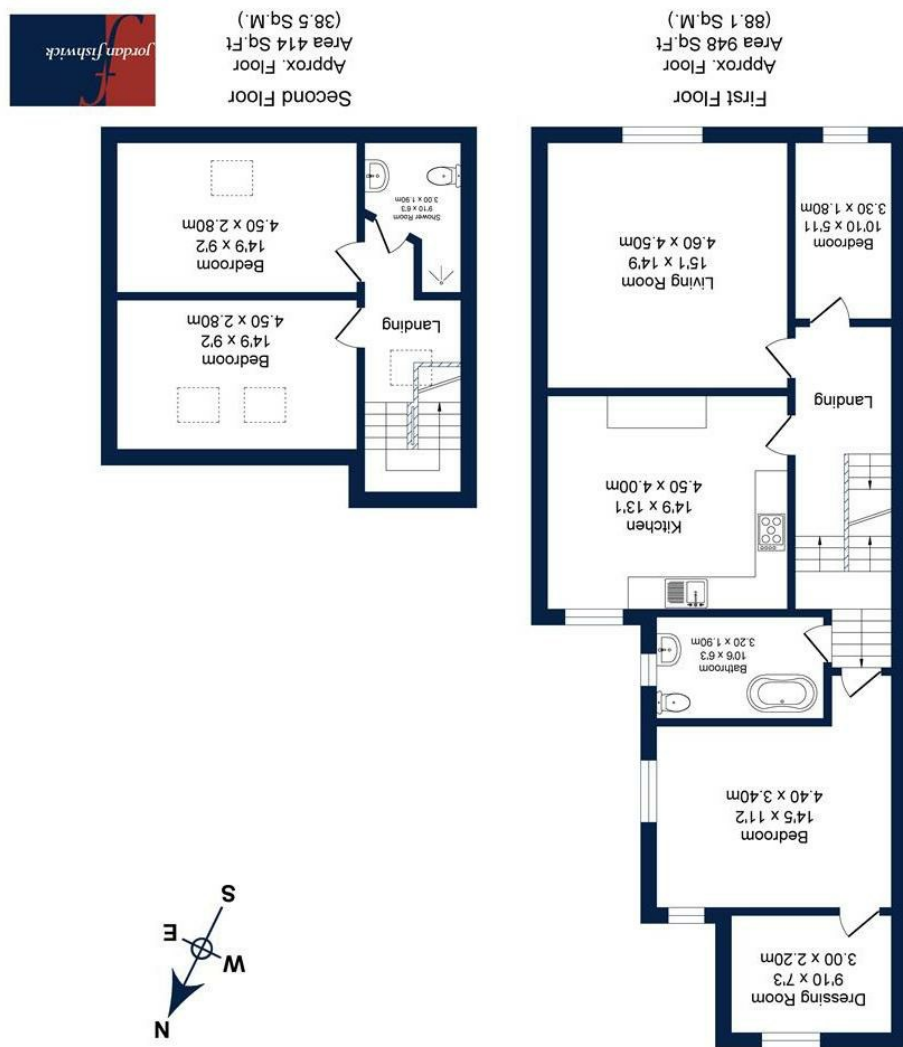 Dressing Room
9'10 x 7'3
3.00 x 2.20m
Bedroom
14'5 x 11'2
4.40 x 3.40m
Bathroom
10'6 x 6'3
3.20 x 1.90m
Kitchen
14'9 x 13'1
4.50 x 4.00m
Landing
Living Room
15'1 x 14'9
4.60 x 4.50m
Bedroom
10'10 x 5'11
3.30 x 1.80m
First Floor
Approx. Floor
Area 948 Sq.Ft
(88.1 Sq.M.)
N
W
E
S
Landing
Bedroom
14'9 x 9'2
4.50 x 2.80m
Bedroom
14'9 x 9'2
4.50 x 2.80m
Shower Room
9'10 x 6'3
3.00 x 1.90m
Second Floor
Approx. Floor
Area 414 Sq.Ft
(38.5 Sq.M.)
jordan fishwick